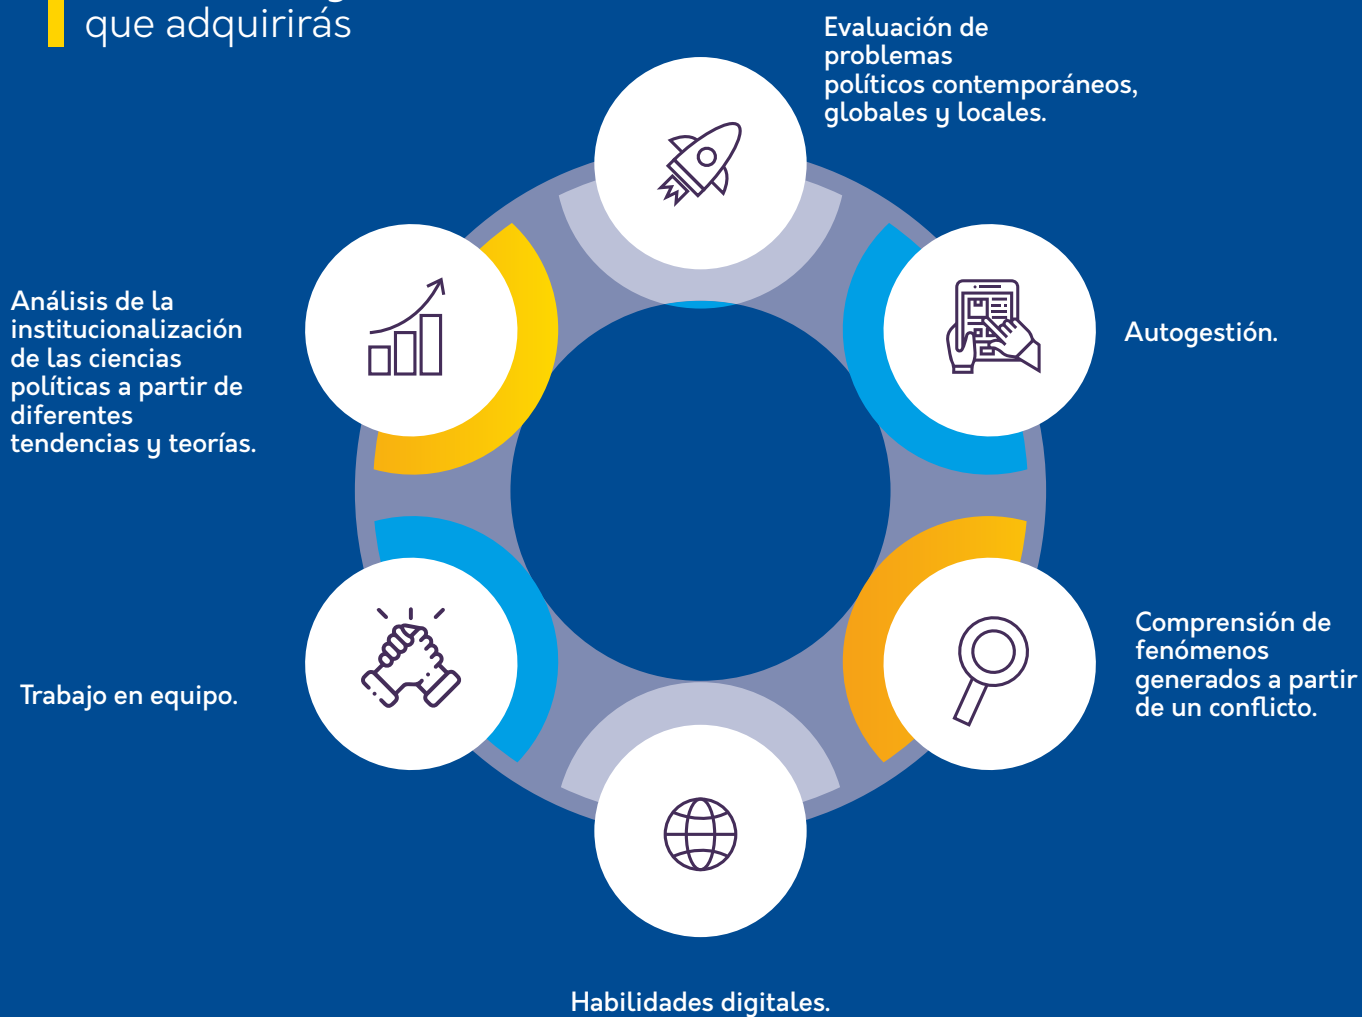 que adquirirás
Evaluación de
problemas
políticos contemporáneos,
globales y locales.
Análisis de la
institucionalización
de las ciencias
políticas a partir de
diferentes
tendencias y teorías.
Autogestión.
Comprensión de
fenómenos
generados a partir
de un conflicto.
Trabajo en equipo.
Habilidades digitales.